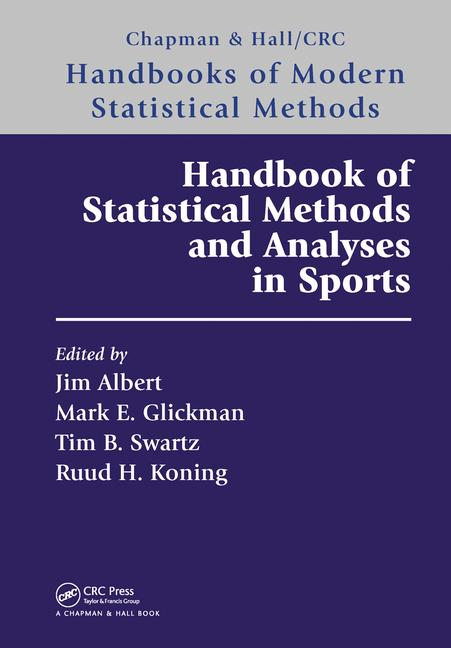 Chapman & Hall/CRC
Handbooks of Modern
Statistical Methods
Handbook of
Statistical Methods
and Analyses
in Sports
Edited by
Jim Albert
Mark E. Glickman
Tim B. Swartz
Ruud H. Koning
CRC
CRC Press
Taylor & Francis Group
A CHAPMAN & HALL BOOK